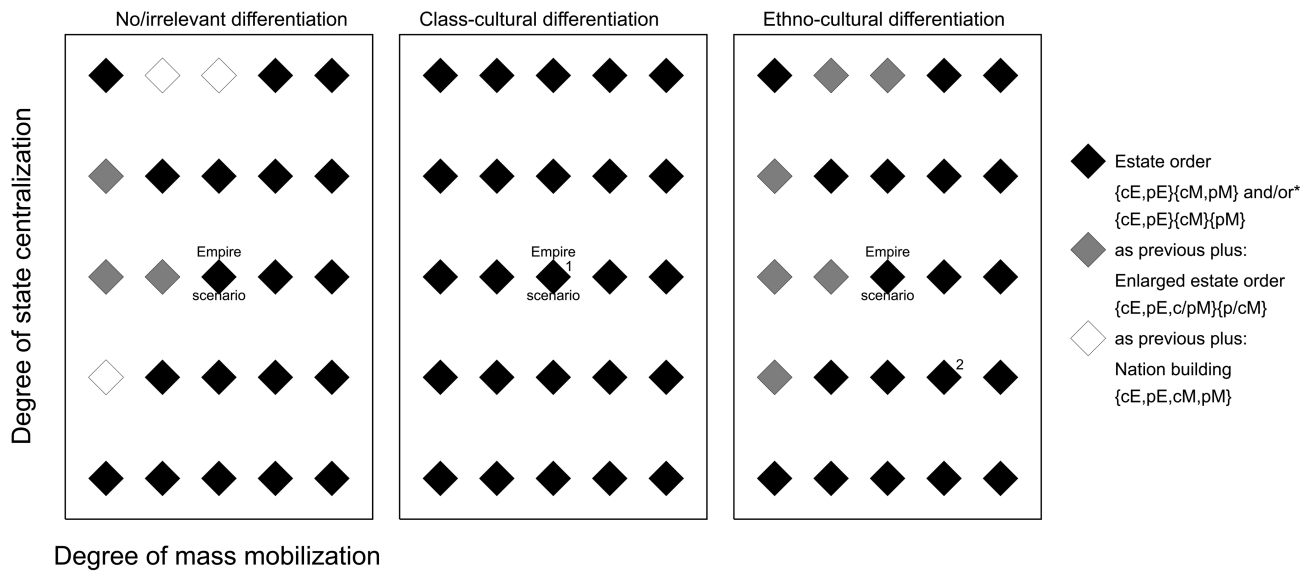 No/irrelevant differentiation
Class-cultural differentiation
Ethno-cultural differentiation
Degree of state centralization
Empire
scenario
Empire
1
scenario
Empire
scenario
2
Estate order
{cE,pE}{cM,pM} and/or*
{cE,pE}{cM}{pM}
as previous plus:
Enlarged estate order
{cE,pE,c/pM}{p/cM}
as previous plus:
Nation building
{cE,pE,cM,pM}
Degree of mass mobilization